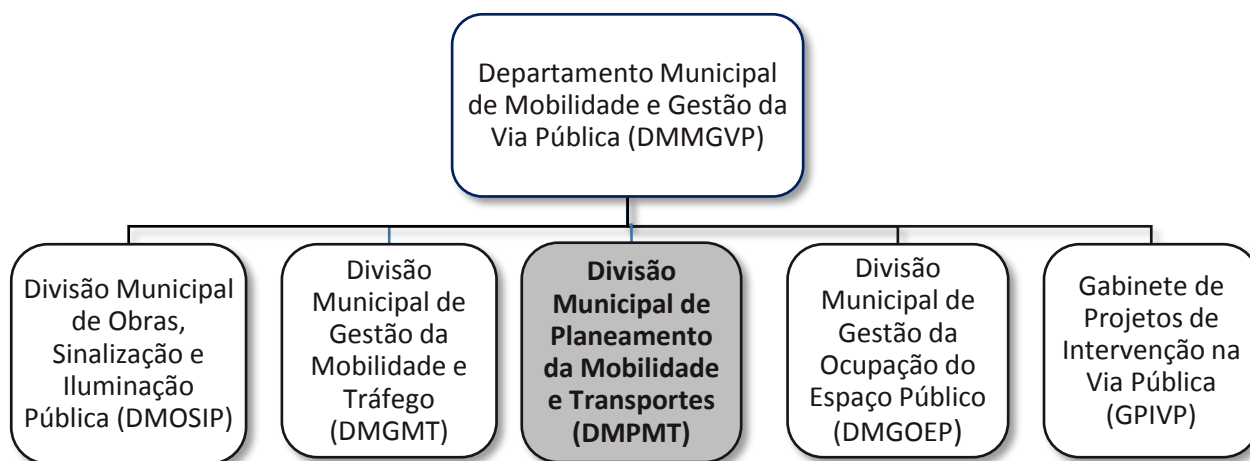 Departamento Municipal
de Mobilidade e Gestão da
Via Pública (DMMGVP)
Divisão Municipal
de Obras,
Sinalização e
Iluminação
Pública (DMOSIP)
Divisão
Municipal de
Gestão da
Mobilidade e
Tráfego
(DMGMT)
Divisão
Municipal de
Planeamento
da Mobilidade
e Transportes
(DMPMT)
Divisão
Municipal de
Gestão da
Ocupação do
Espaço Público
(DMGOEP)
Gabinete de
Projetos de
Intervenção na
Via Pública
(GPIVP)